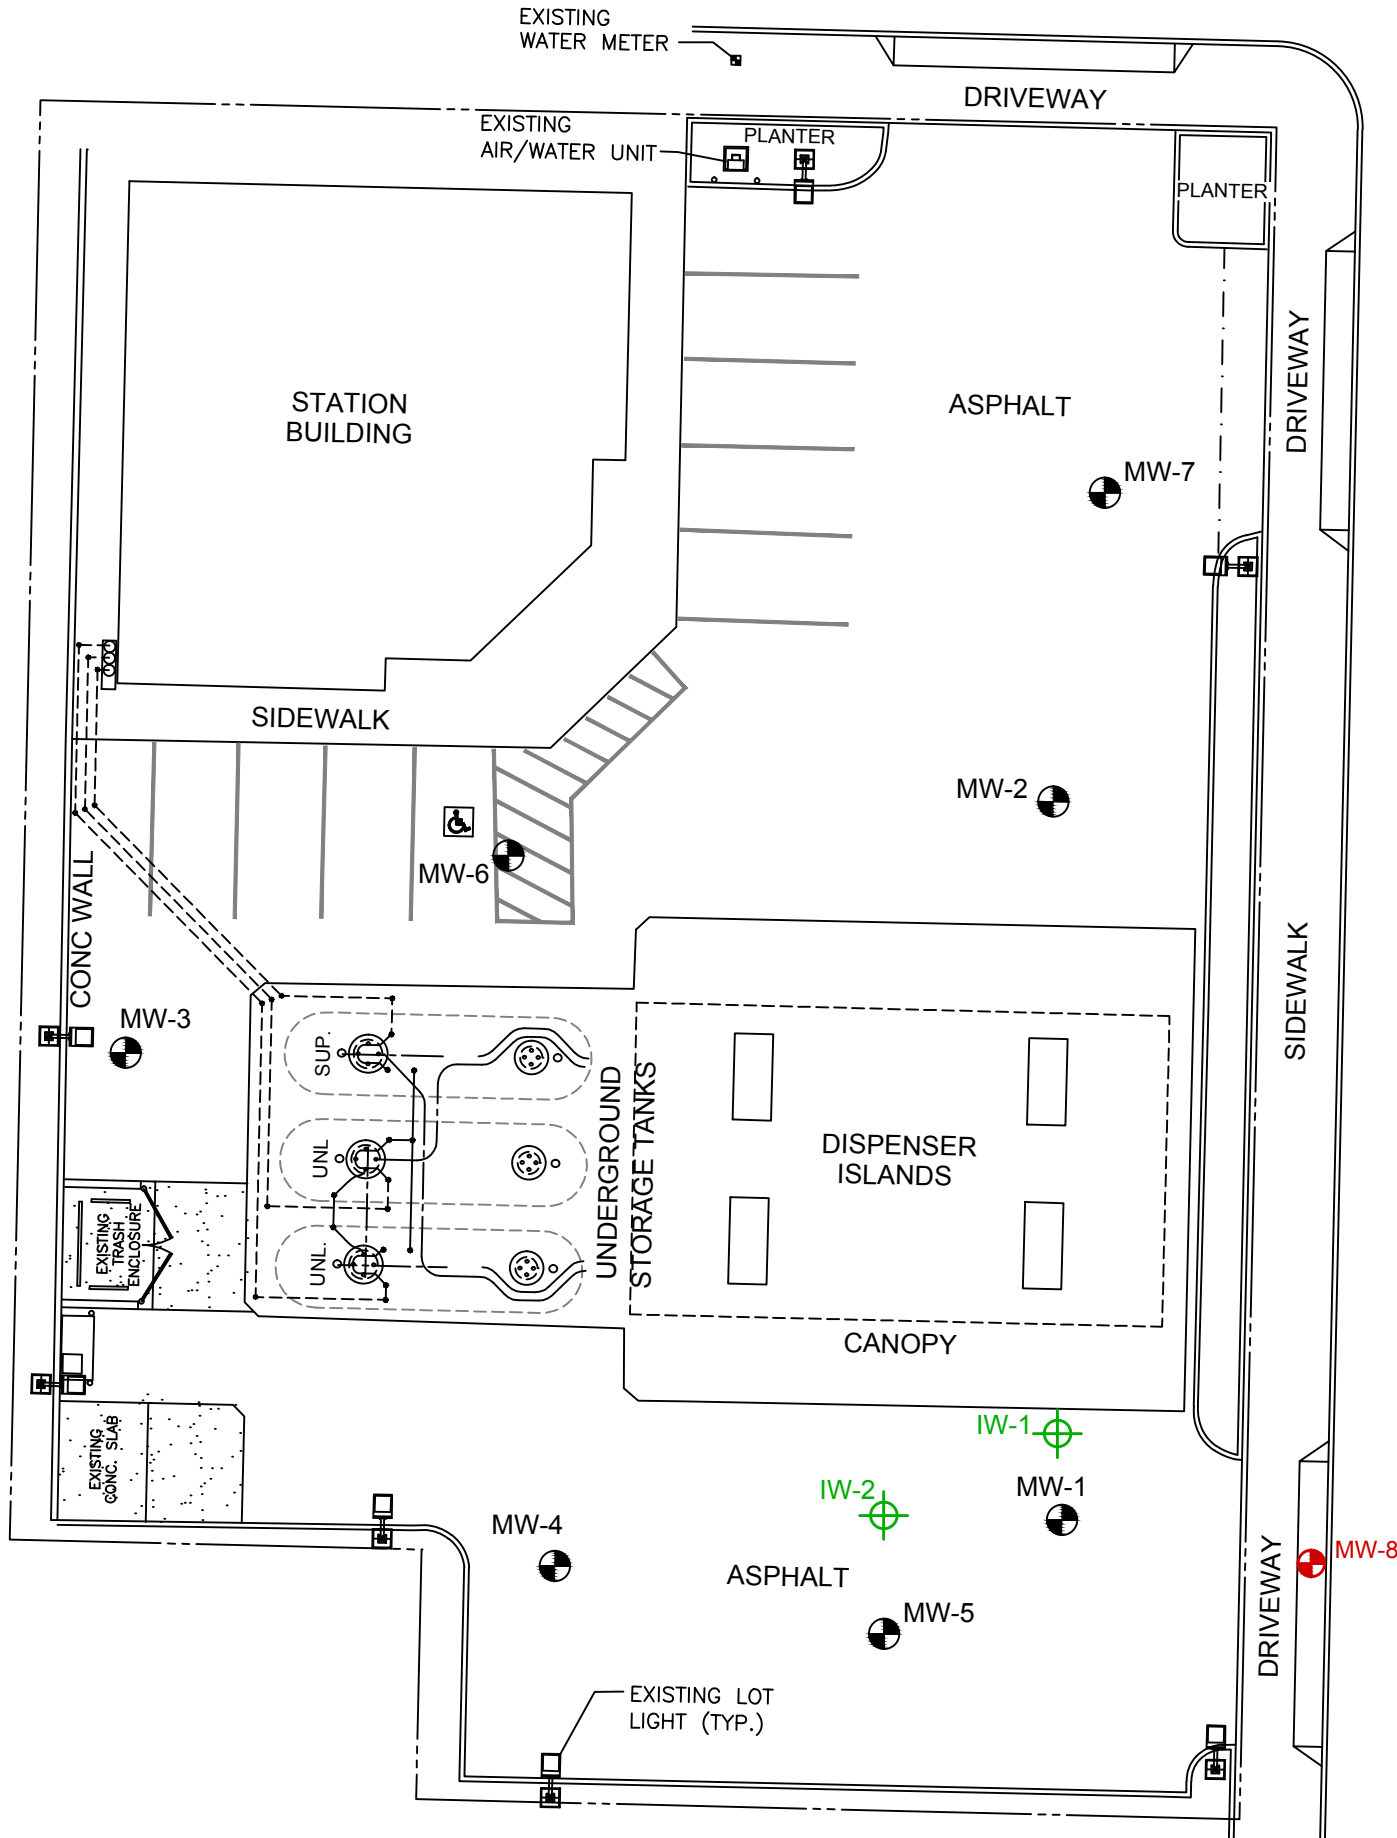 EXISTING
WATER METER
DRIVEWAY
EXISTING
AIR/WATER UNIT
PLANTER
PLANTER
DRIVEWAY
STATION
BUILDING
ASPHALT
MW-7
SIDEWALK
MW-2
MW-6
CONC WALL
SIDEWALK
MW-3
SUP.
UNL
UNL.
UNDERGROUND
STORAGE TANKS
DISPENSER
ISLANDS
EXISTING
TRASH
ENCLOSURE
CANOPY
EXISTING
CONC. SLAB
IW-1
IW-2
MW-1
MW-4
MW-8
ASPHALT
DRIVEWAY
MW-5
EXISTING LOT
LIGHT (TYP.)